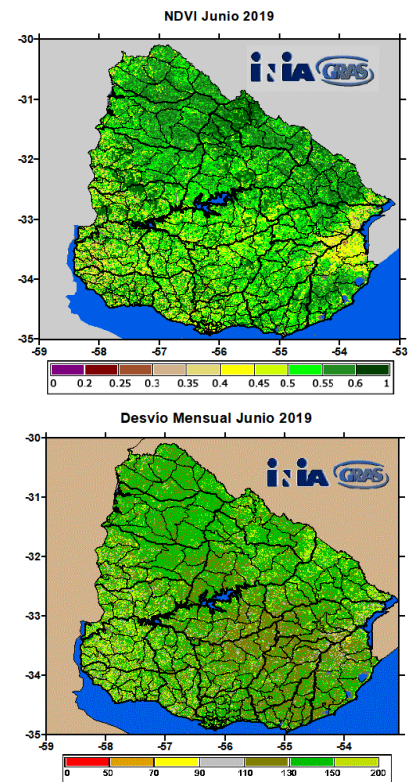 NDVI Junio 2019
-30
iNiA GRAS
-31
-32
-33
-34
-35
-59 -58 -57 -56 -55 -54 -53
0 0.2 0.25 0.3 0.35 0.4 0.45 0.5 0.55 0.6 1
Desvío Mensual Junio 2019
-30
iNiA GRAS
-31
-32
-33
-34
-35
-59 -58 -57 -56 -55 -54
0 50 70 90 110 130 150 200